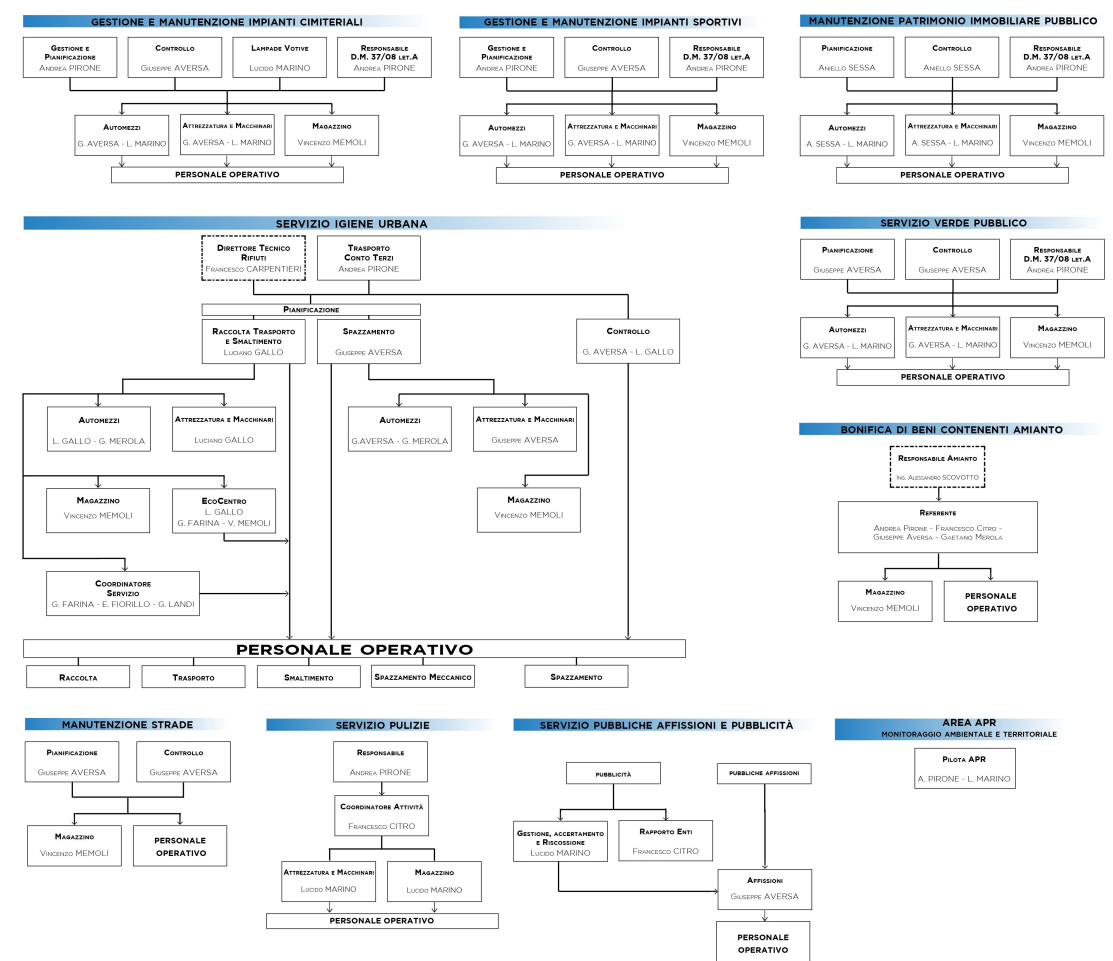 GESTIONE E MANUTENZIONE IMPIANTI CIMITERIALI
Gestione e
Pianificazione
Andrea PIRONE
Controllo
Giuseppe AVERSA
Lampade Votive
Lucido MARINO
Responsabile
D.M. 37/08 let.A
Andrea PIRONE
Automezzi
G. AVERSA - L. MARINO
Attrezzatura e Macchinari
G. AVERSA - L. MARINO
Magazzino
Vincenzo MEMOLI
PERSONALE OPERATIVO
GESTIONE E MANUTENZIONE IMPIANTI SPORTIVI
Gestione e
Pianificazione
Andrea PIRONE
Controllo
Giuseppe AVERSA
Responsabile
D.M. 37/08 let.A
Andrea PIRONE
Automezzi
G. AVERSA - L. MARINO
Attrezzatura e Macchinari
G. AVERSA - L. MARINO
Magazzino
Vincenzo MEMOLI
PERSONALE OPERATIVO
MANUTENZIONE PATRIMONIO IMMOBILIARE PUBBLICO
Pianificazione
Aniello SESSA
Controllo
Aniello SESSA
Responsabile
D.M. 37/08 let.A
Andrea PIRONE
Automezzi
A. SESSA - L. MARINO
Attrezzatura e Macchinari
A. SESSA - L. MARINO
Magazzino
Vincenzo MEMOLI
PERSONALE OPERATIVO
SERVIZIO IGIENE URBANA
Direttore Tecnico
Rifiuti
Francesco CARPENTIERI
Trasporto
Conto Terzi
Andrea PIRONE
Pianificazione
Raccolta Trasporto
e Smaltimento
Luciano GALLO
Spazzamento
Giuseppe AVERSA
Controllo
G. AVERSA - L. GALLO
Automezzi
L. GALLO - G. MEROLA
Attrezzatura e Macchinari
Luciano GALLO
Automezzi
G.AVERSA - G. MEROLA
Attrezzatura e Macchinari
Giuseppe AVERSA
Magazzino
Vincenzo MEMOLI
EcoCentro
L. GALLO
G. FARINA - V. MEMOLI
Magazzino
Vincenzo MEMOLI
Coordinatore
Servizio
G. FARINA - E. FIORILLO - G. LANDI
PERSONALE OPERATIVO
Raccolta
Trasporto
Smaltimento
Spazzamento Meccanico
Spazzamento
SERVIZIO VERDE PUBBLICO
Pianificazione
Giuseppe AVERSA
Controllo
Giuseppe AVERSA
Responsabile
D.M. 37/08 let.A
Andrea PIRONE
Automezzi
G. AVERSA - L. MARINO
Attrezzatura e Macchinari
G. AVERSA - L. MARINO
Magazzino
Vincenzo MEMOLI
PERSONALE OPERATIVO
BONIFICA DI BENI CONTENENTI AMIANTO
Responsabile Amianto
Ing. Alessandro SCOVOTTO
Referente
Andrea Pirone - Francesco Citro -
Giuseppe Aversa - Gaetano Merola
Magazzino
Vincenzo MEMOLI
PERSONALE
OPERATIVO
MANUTENZIONE STRADE
Pianificazione
Giuseppe AVERSA
Controllo
Giuseppe AVERSA
Magazzino
Vincenzo MEMOLI
PERSONALE
OPERATIVO
SERVIZIO PULIZIE
Responsabile
Andrea PIRONE
Coordinatore Attività
Francesco CITRO
Attrezzatura e Macchinari
Lucido MARINO
Magazzino
Lucido MARINO
PERSONALE OPERATIVO
SERVIZIO PUBBLICHE AFFISSIONI E PUBBLICITÀ
PUBBLICITÀ
PUBBLICHE AFFISSIONI
Gestione, accertamento
e Riscossione
Lucido MARINO
Rapporto Enti
Francesco CITRO
Affissioni
Giuseppe AVERSA
PERSONALE
OPERATIVO
AREA APR
MONITORAGGIO AMBIENTALE E TERRITORIALE
Pilota APR
A. PIRONE - L. MARINO